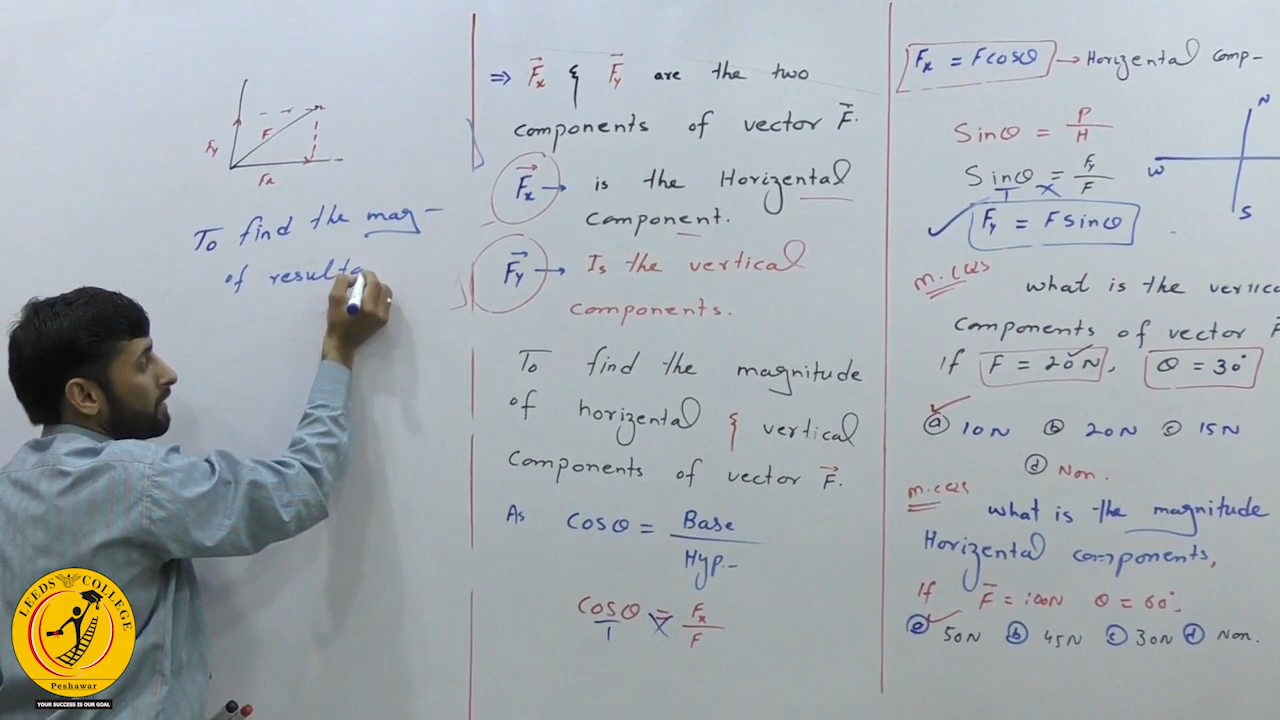 Fy
F
Fx
To find the mag-
of resulta
⇒ F⃗x & F⃗y are the two
components of vector F⃗.
F⃗x → is the Horizental
component.
F⃗y → Is the vertical
components.
To find the magnitude
of horizental & vertical
components of vector F⃗.
As Cosθ = Base / Hyp.-
Cosθ / 1 = Fx / F
Fx = Fcosθ → Horizental comp-
Sinθ = P / H
Sinθ / 1 = Fy / F
Fy = Fsinθ
N
W
S
M.CQS what is the vertica
components of vector F
If F = 20N, θ = 30°
a 10N b 20N c 15N
d Non.
M.CQS what is the magnitude
Horizental components,
If F = 100N θ = 60°,
a 50N b 45N c 30N d Non.
LEEDS COLLEGE
Peshawar
YOUR SUCCESS IS OUR GOAL